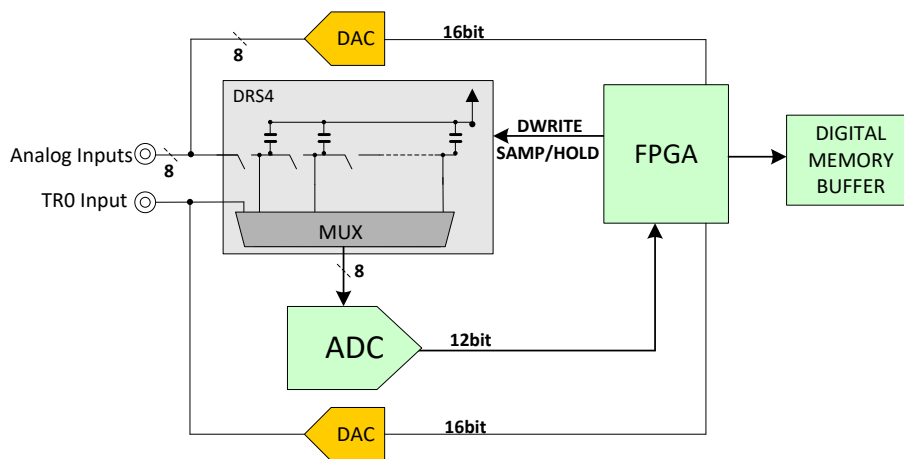 DAC
16bit
8
DRS4
DWRITE
SAMP/HOLD
FPGA
DIGITAL
MEMORY
BUFFER
Analog Inputs
8
TR0 Input
MUX
8
ADC
12bit
DAC
16bit